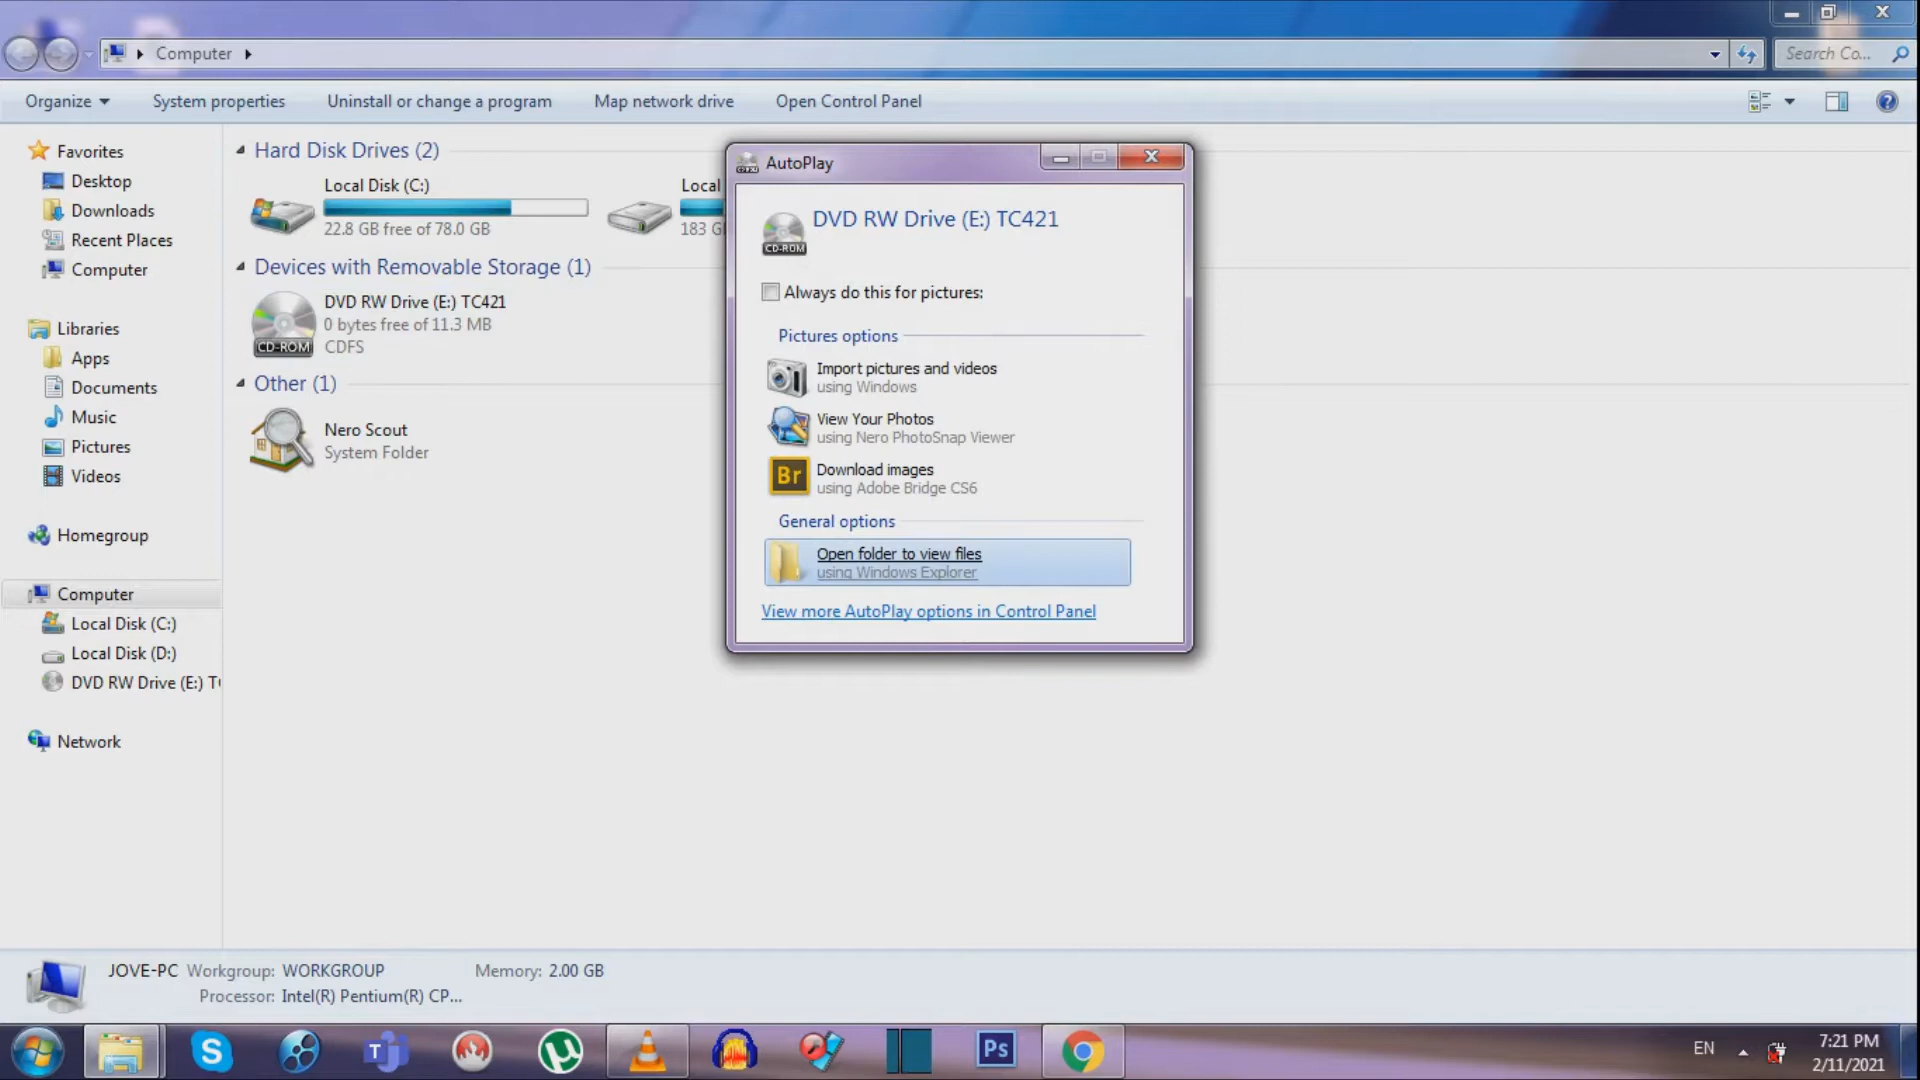 Computer
Search Co...
Organize
System properties
Uninstall or change a program
Map network drive
Open Control Panel
Favorites
Desktop
Downloads
Recent Places
Computer
Libraries
Apps
Documents
Music
Pictures
Videos
Homegroup
Computer
Local Disk (C:)
Local Disk (D:)
DVD RW Drive (E:) T
Network
Hard Disk Drives (2)
Local Disk (C:)
22.8 GB free of 78.0 GB
Local
183 G
Devices with Removable Storage (1)
DVD RW Drive (E:) TC421
0 bytes free of 11.3 MB
CDFS
CD-ROM
Other (1)
Nero Scout
System Folder
AutoPlay
DVD RW Drive (E:) TC421
CD-ROM
Always do this for pictures:
Pictures options
Import pictures and videos
using Windows
View Your Photos
using Nero PhotoSnap Viewer
Br
Download images
using Adobe Bridge CS6
General options
Open folder to view files
using Windows Explorer
View more AutoPlay options in Control Panel
JOVE-PC Workgroup: WORKGROUP Memory: 2.00 GB
Processor: Intel(R) Pentium(R) CP...
S
T
Ps
EN
7:21 PM
2/11/2021